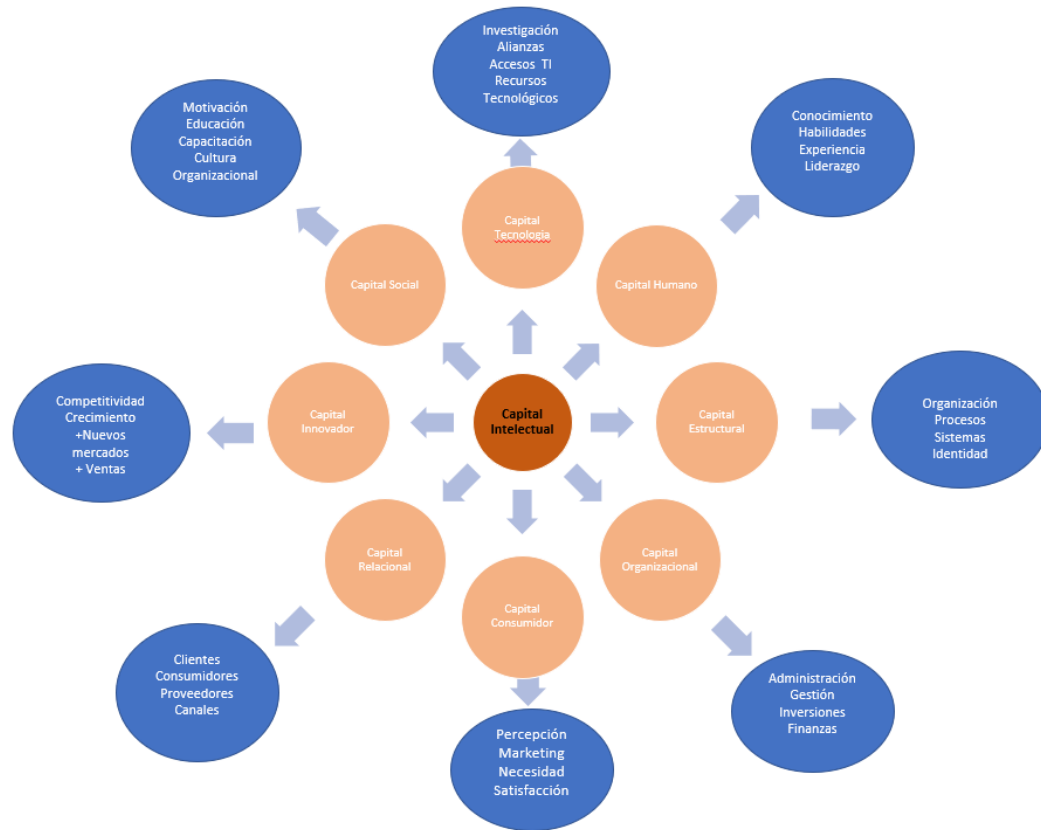 Investigación
Alianzas
Accesos TI
Recursos
Tecnológicos
Motivación
Educación
Capacitación
Cultura
Organizacional
Conocimiento
Habilidades
Experiencia
Liderazgo
Capital
Tecnologia
Capital Social
Capital Humano
Competitividad
Crecimiento
+Nuevos
mercados
+ Ventas
Capital
Innovador
Capital
Intelectual
Capital
Estructural
Organización
Procesos
Sistemas
Identidad
Capital
Relacional
Capital
Organizacional
Capital
Consumidor
Clientes
Consumidores
Proveedores
Canales
Administración
Gestión
Inversiones
Finanzas
Percepción
Marketing
Necesidad
Satisfacción